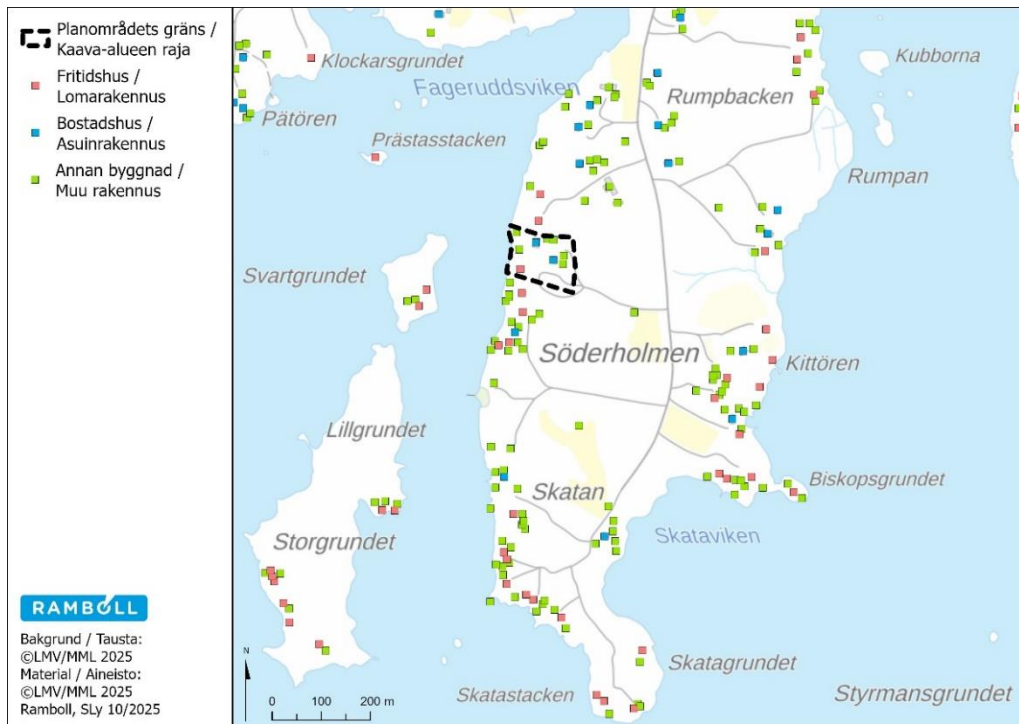 Planområdets gräns /
Kaava-alueen raja
Fritidshus /
Lomarakennus
Bostadshus /
Asuinrakennus
Annan byggnad /
Muu rakennus
RAMBOLL
Bakgrund / Tausta:
©LMV/MML 2025
Material / Aineisto:
©LMV/MML 2025
Ramboll, SLy 10/2025
Klockarsgrundet
Fageruddsviken
Kubborna
Rumpbacken
Pätören
Prästasstacken
Rumpan
Svartgrundet
Söderholmen
Kittören
Lillgrundet
Biskopsgrundet
Skatan
Storgrundet
Skataviken
Skatagrundet
Skatastacken
Styrmansgrundet
N
0 100 200 m